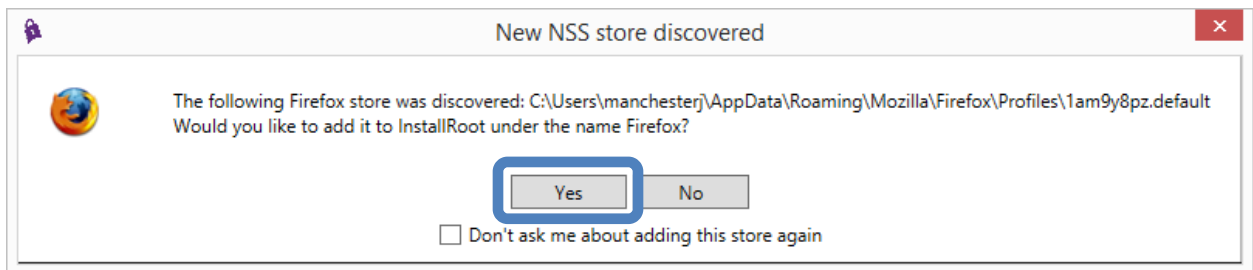 New NSS store discovered
The following Firefox store was discovered: C:\Users\manchesterj\AppData\Roaming\Mozilla\Firefox\Profiles\1am9y8pz.default
Would you like to add it to InstallRoot under the name Firefox?
Yes No
Don't ask me about adding this store again